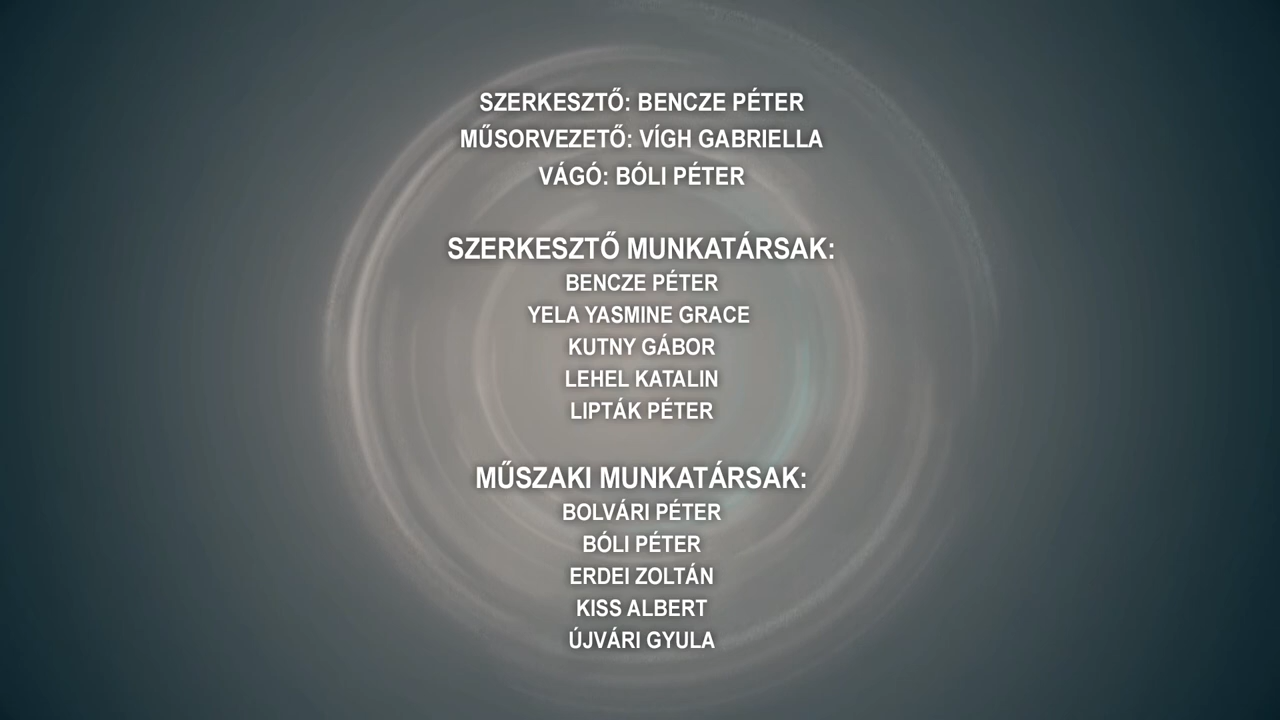 SZERKESZTŐ: BENCZE PÉTER
MŰSORVEZETŐ: VÍGH GABRIELLA
VÁGÓ: BÓLI PÉTER
SZERKESZTŐ MUNKATÁRSAK:
BENCZE PÉTER
YELA YASMINE GRACE
KUTNY GÁBOR
LEHEL KATALIN
LIPTÁK PÉTER
MŰSZAKI MUNKATÁRSAK:
BOLVÁRI PÉTER
BÓLI PÉTER
ERDEI ZOLTÁN
KISS ALBERT
ÚJVÁRI GYULA